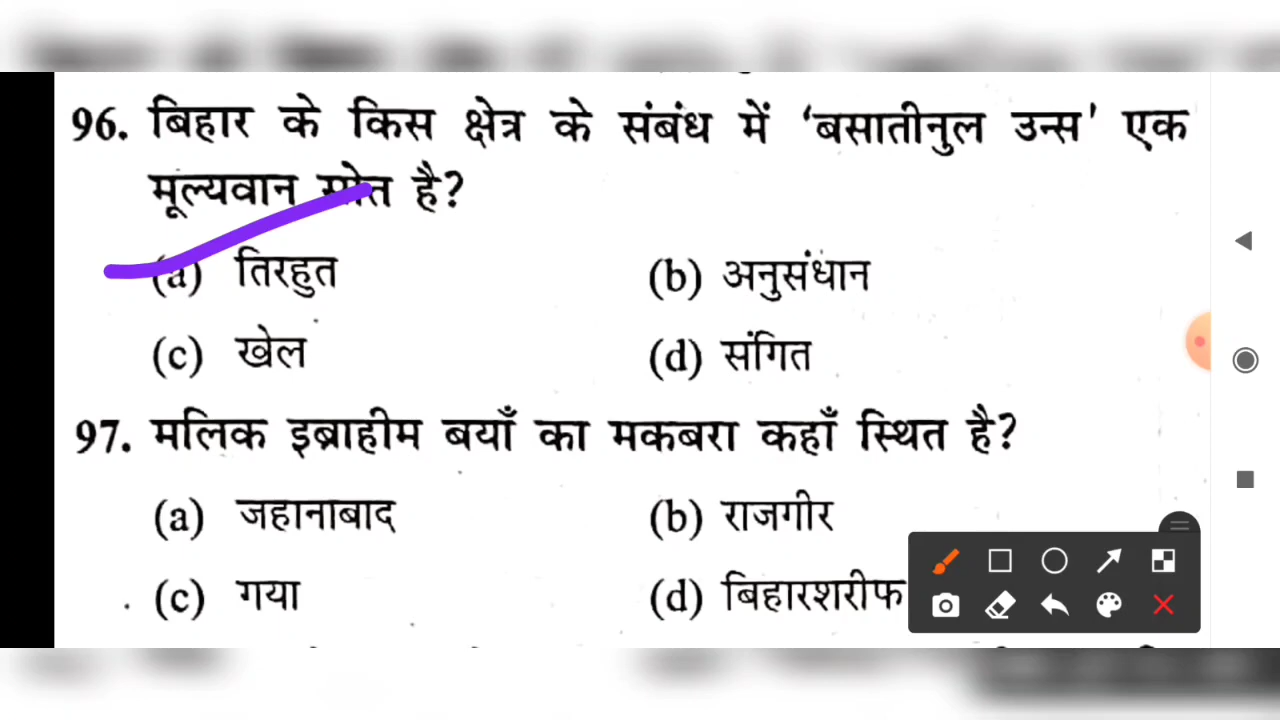 96. बिहार के किस क्षेत्र के संबंध में 'बसातीनुल उन्स' एक
मूल्यवान स्रोत है?
(a) तिरहुत (b) अनुसंधान
(c) खेल (d) संगित
97. मलिक इब्राहीम बयाँ का मकबरा कहाँ स्थित है?
(a) जहानाबाद (b) राजगीर
(c) गया (d) बिहारशरीफ